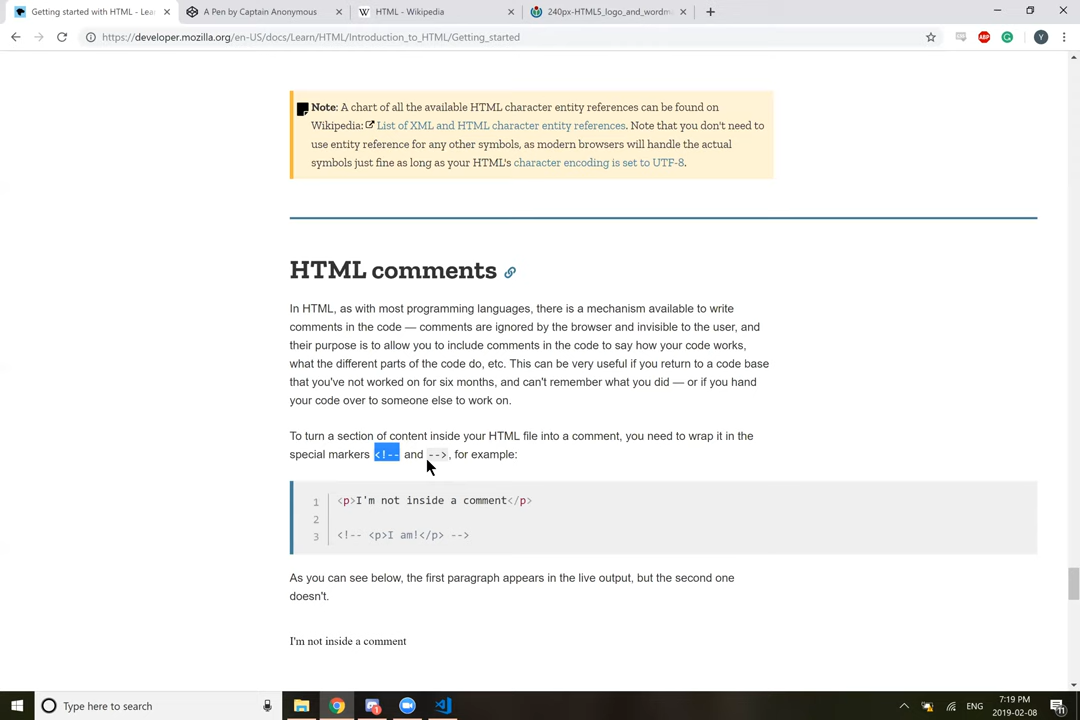 Getting started with HTML - Lea
A Pen by Captain Anonymous
HTML - Wikipedia
240px-HTML5_logo_and_wordm
https://developer.mozilla.org/en-US/docs/Learn/HTML/Introduction_to_HTML/Getting_started
ABP
Y
Note: A chart of all the available HTML character entity references can be found on
Wikipedia: List of XML and HTML character entity references. Note that you don't need to
use entity reference for any other symbols, as modern browsers will handle the actual
symbols just fine as long as your HTML's character encoding is set to UTF-8.
HTML comments
In HTML, as with most programming languages, there is a mechanism available to write
comments in the code — comments are ignored by the browser and invisible to the user, and
their purpose is to allow you to include comments in the code to say how your code works,
what the different parts of the code do, etc. This can be very useful if you return to a code base
that you've not worked on for six months, and can't remember what you did — or if you hand
your code over to someone else to work on.
To turn a section of content inside your HTML file into a comment, you need to wrap it in the
special markers <!-- and -->, for example:
1 <p>I'm not inside a comment</p>
2
3 <!-- <p>I am!</p> -->
As you can see below, the first paragraph appears in the live output, but the second one
doesn't.
I'm not inside a comment
Type here to search
ENG
7:19 PM
2019-02-08